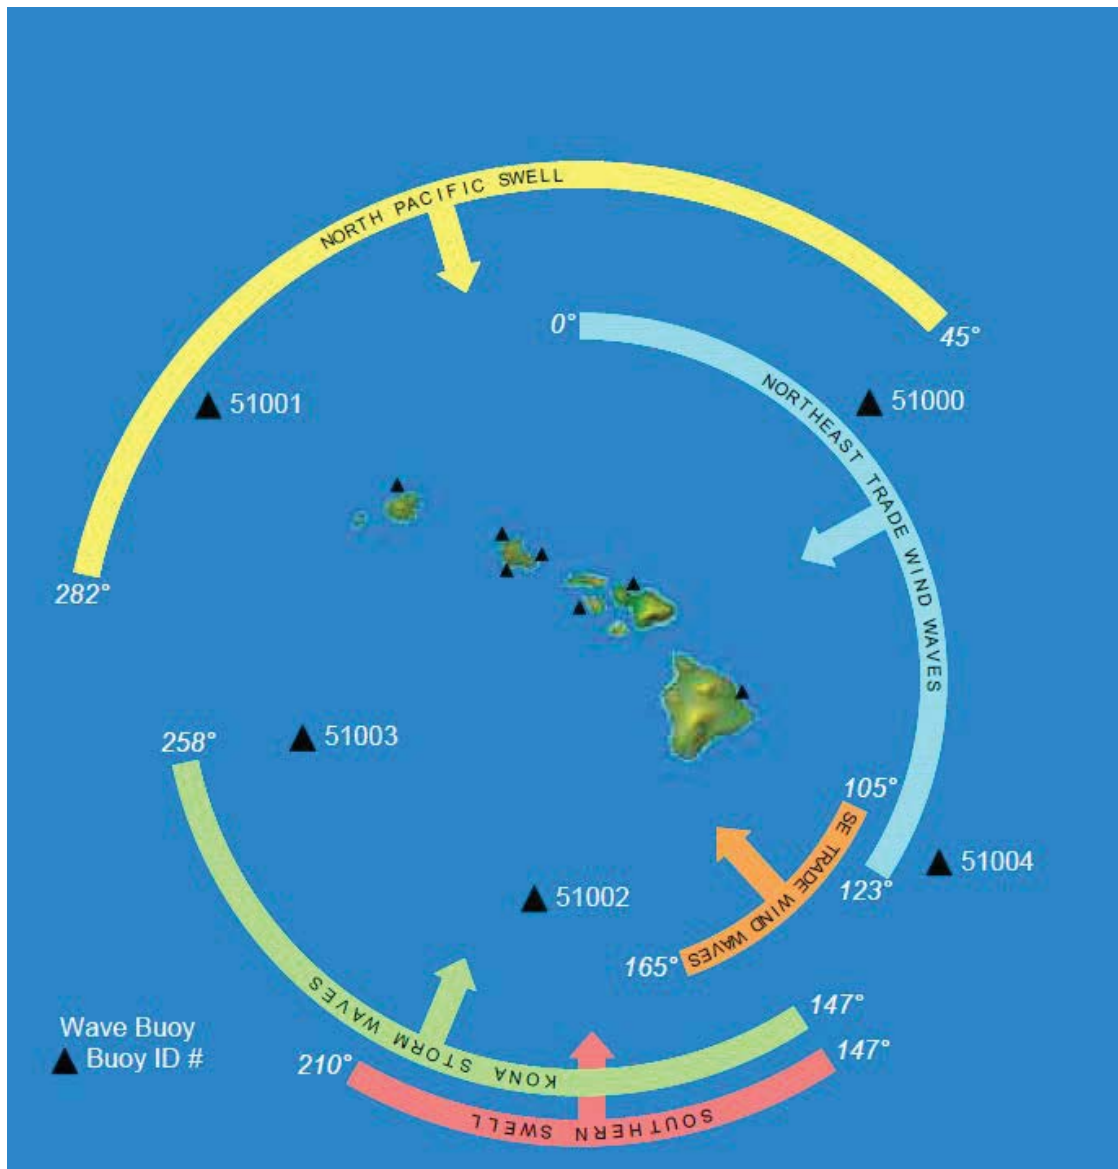 NORTH PACIFIC SWELL
0°
45°
NORTHEAST TRADE WIND WAVES
51001
51000
282°
258°
51003
105°
SE TRADE WIND WAVES
51004
123°
51002
165°
147°
KONA STORM WAVES
147°
210°
SOUTHERN SWELL
Wave Buoy
Buoy ID #